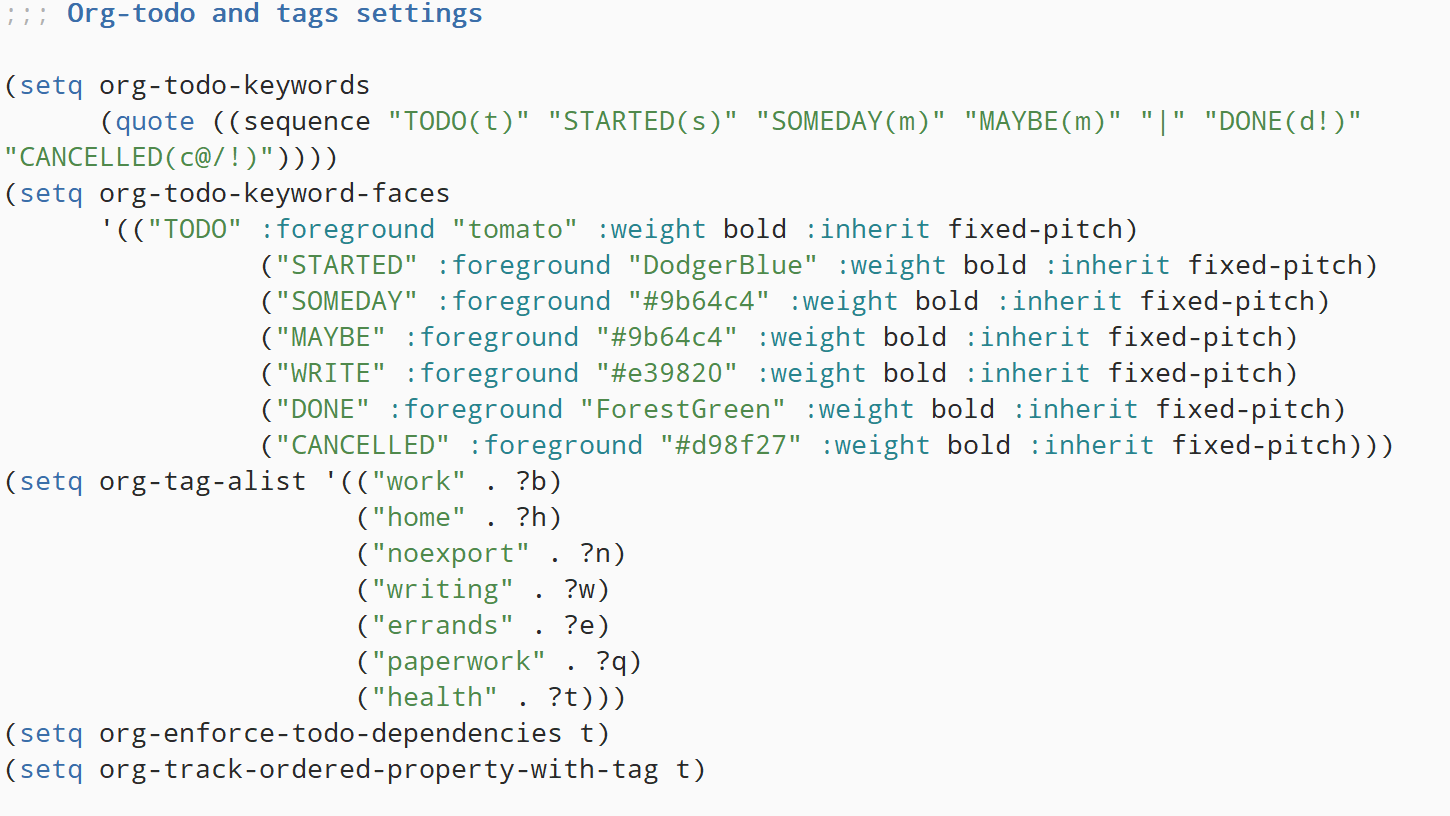 ;;; Org-todo and tags settings
(setq org-todo-keywords
(quote ((sequence "TODO(t)" "STARTED(s)" "SOMEDAY(m)" "MAYBE(m)" "|" "DONE(d!)"
"CANCELLED(c@/!)"))))
(setq org-todo-keyword-faces
'(("TODO" :foreground "tomato" :weight bold :inherit fixed-pitch)
("STARTED" :foreground "DodgerBlue" :weight bold :inherit fixed-pitch)
("SOMEDAY" :foreground "#9b64c4" :weight bold :inherit fixed-pitch)
("MAYBE" :foreground "#9b64c4" :weight bold :inherit fixed-pitch)
("WRITE" :foreground "#e39820" :weight bold :inherit fixed-pitch)
("DONE" :foreground "ForestGreen" :weight bold :inherit fixed-pitch)
("CANCELLED" :foreground "#d98f27" :weight bold :inherit fixed-pitch)))
(setq org-tag-alist '(("work" . ?b)
("home" . ?h)
("noexport" . ?n)
("writing" . ?w)
("errands" . ?e)
("paperwork" . ?q)
("health" . ?t)))
(setq org-enforce-todo-dependencies t)
(setq org-track-ordered-property-with-tag t)